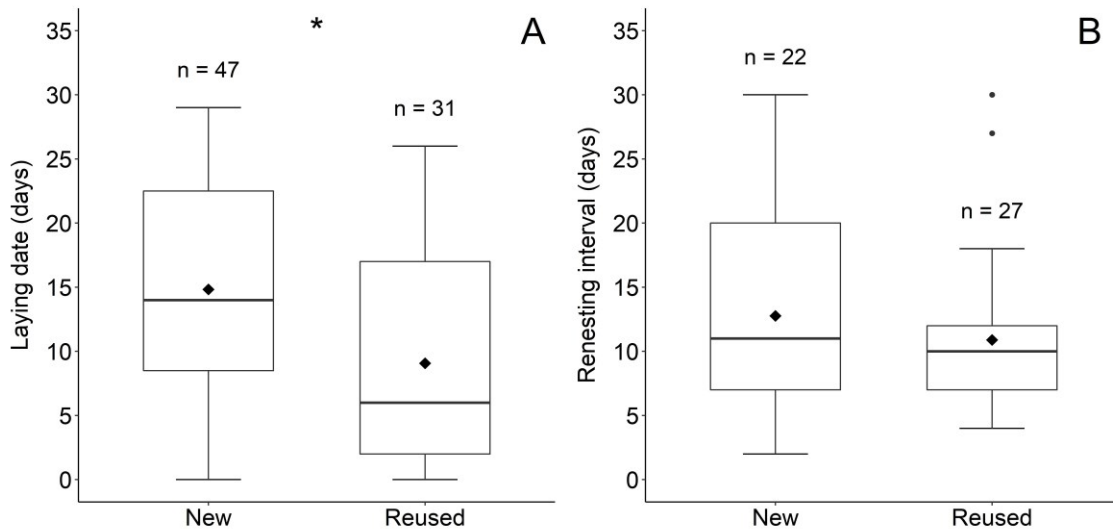 A
*
n = 47
n = 31
35
30
25
20
15
10
5
0
Laying date (days)
New
Reused
B
n = 22
n = 27
35
30
25
20
15
10
5
0
Renesting interval (days)
New
Reused